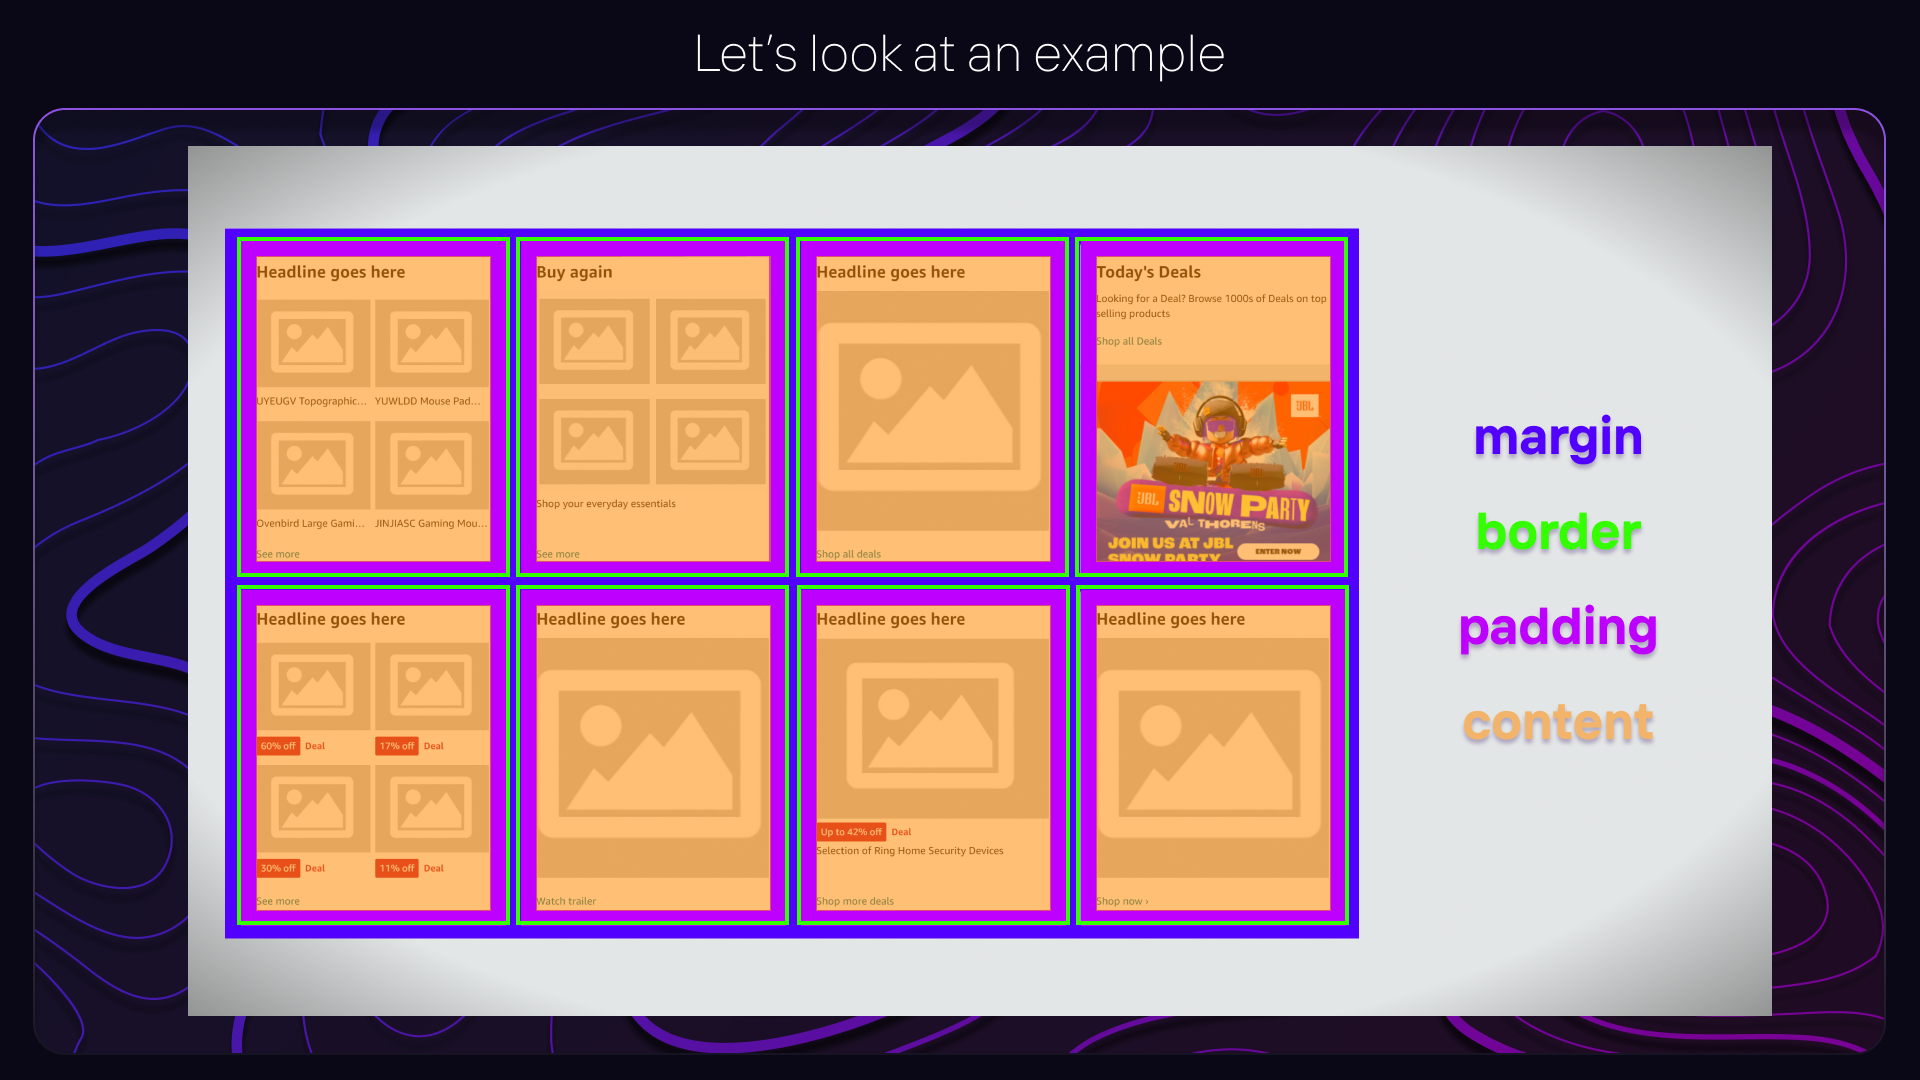 Let's look at an example
Headline goes here
UYEUGV Topographic...
YUWLDD Mouse Pad...
Ovenbird Large Gami...
JINJIASC Gaming Mou...
See more
Buy again
Shop your everyday essentials
See more
Headline goes here
Shop all deals
Today's Deals
Looking for a Deal? Browse 1000s of Deals on top
selling products
Shop all Deals
JBL
JBL
SNOW PARTY
VAL THORENS
JOIN US AT JBL
SNOW PARTY
ENTER NOW
Headline goes here
60% off Deal
17% off Deal
30% off Deal
11% off Deal
See more
Headline goes here
Watch trailer
Headline goes here
Up to 42% off Deal
Selection of Ring Home Security Devices
Shop more deals
Headline goes here
Shop now ›
margin
border
padding
content